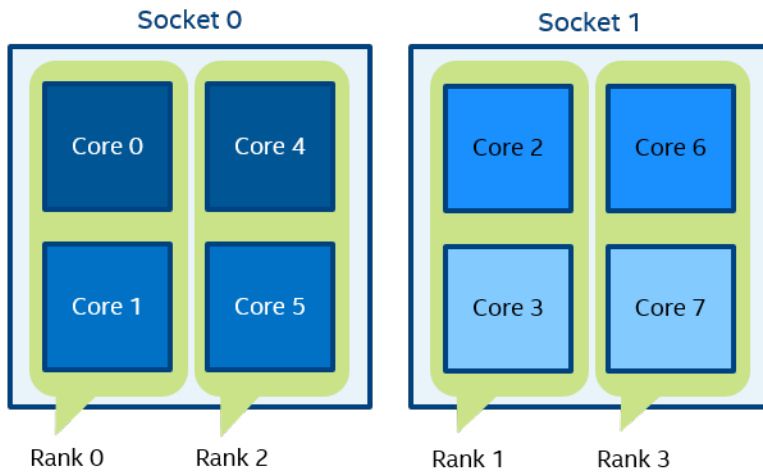 Socket 0
Socket 1
Core 0
Core 4
Core 2
Core 6
Core 1
Core 5
Core 3
Core 7
Rank 0
Rank 2
Rank 1
Rank 3